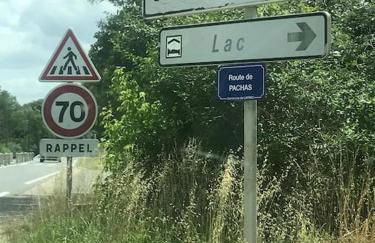 Lac
Route de
PACHAS
70
RAPPEL